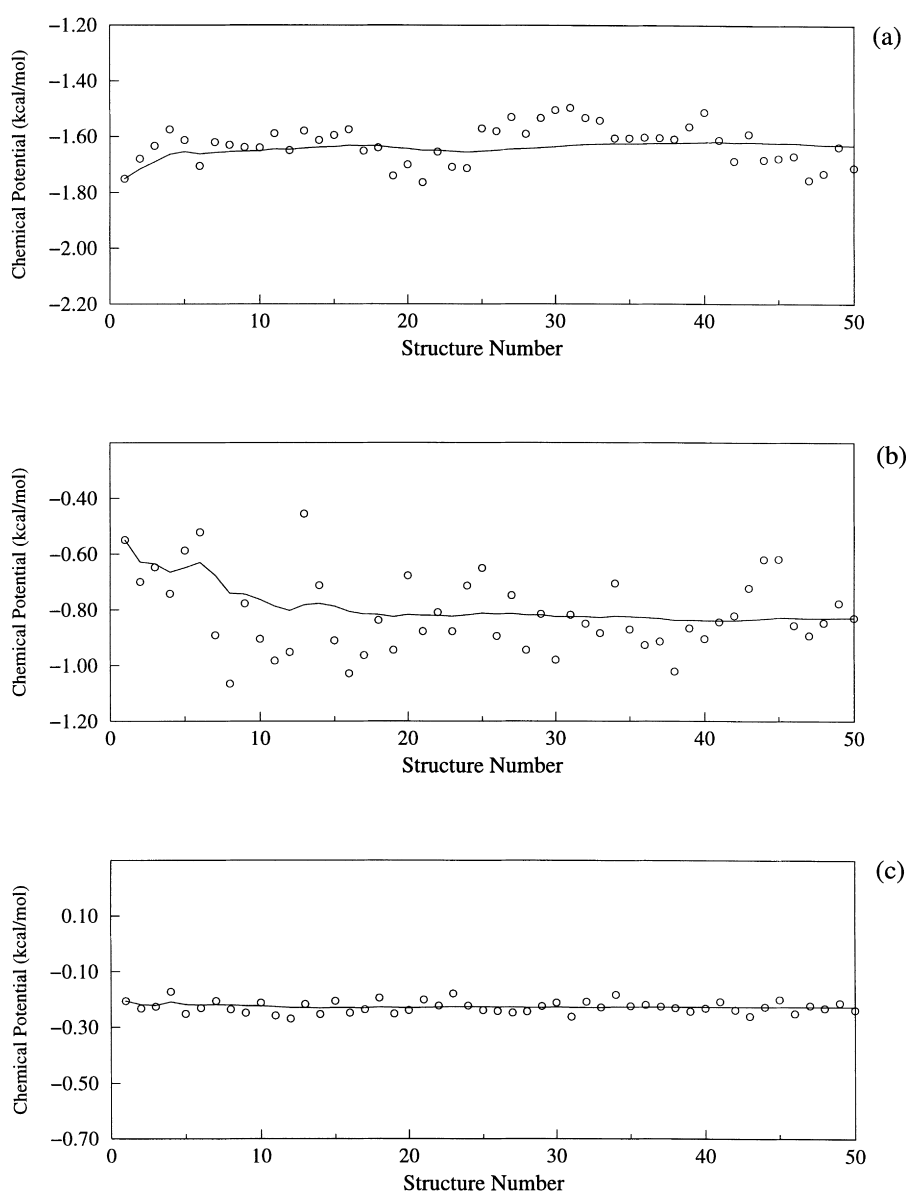 (a)
Chemical Potential (kcal/mol)
−1.20
−1.40
−1.60
−1.80
−2.00
−2.20
0 10 20 30 40 50
Structure Number
(b)
Chemical Potential (kcal/mol)
−0.40
−0.60
−0.80
−1.00
−1.20
0 10 20 30 40 50
Structure Number
(c)
Chemical Potential (kcal/mol)
0.10
−0.10
−0.30
−0.50
−0.70
0 10 20 30 40 50
Structure Number